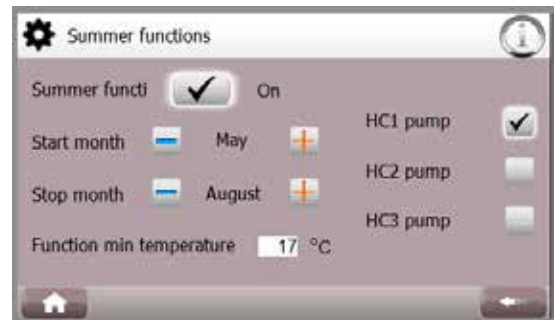 Summer functions
Summer functi On
Start month May
Stop month August
Function min temperature 17 °C
HC1 pump
HC2 pump
HC3 pump